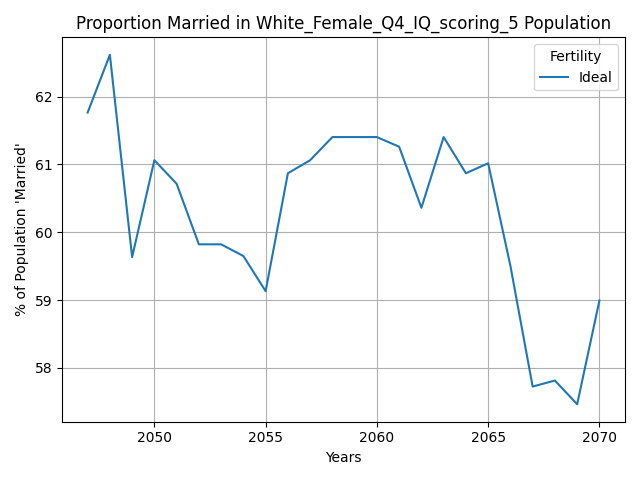 Proportion Married in White_Female_Q4_IQ_scoring_5 Population
Fertility
Ideal
% of Population 'Married'
62
61
60
59
58
2050
2055
2060
2065
2070
Years